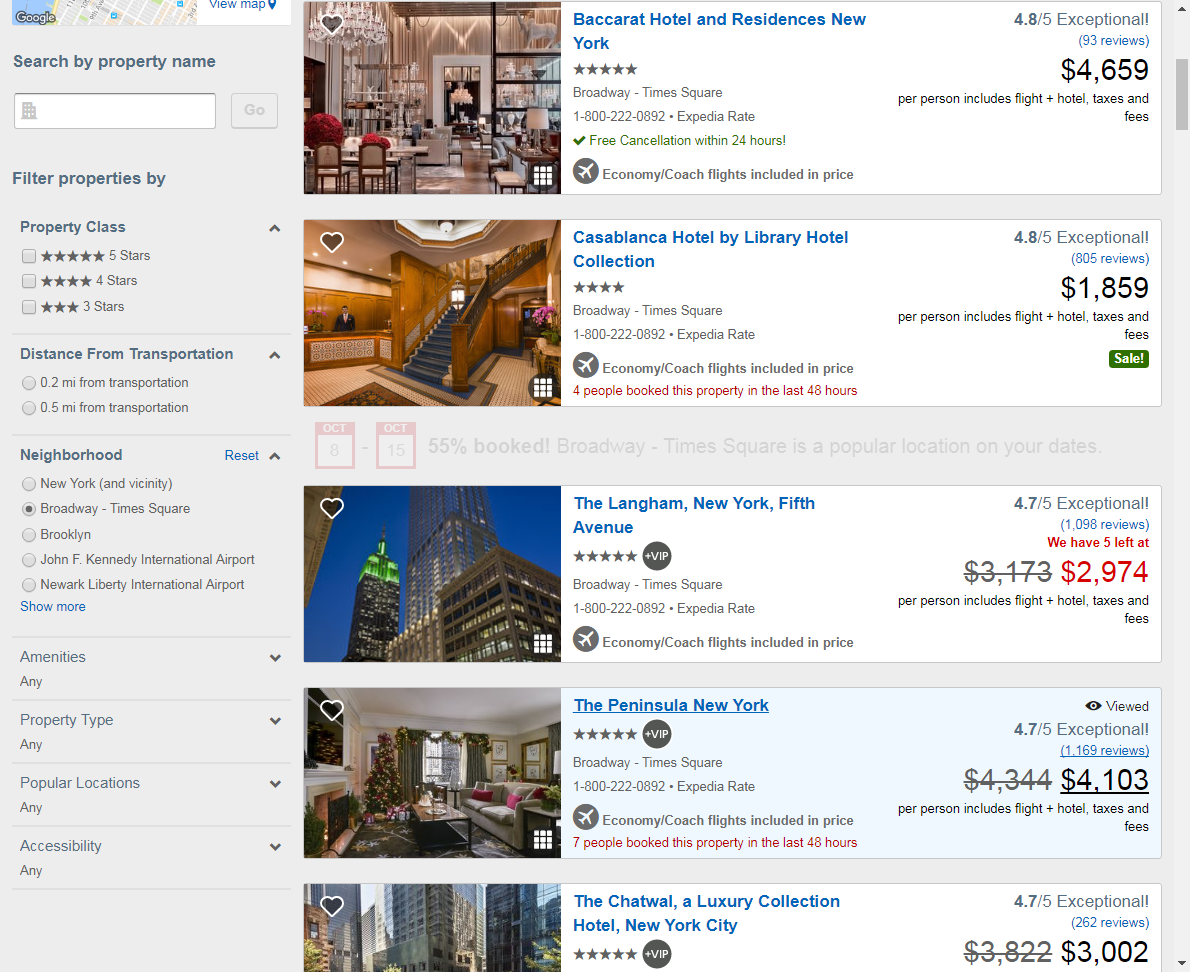 View map
Google
Search by property name
Go
Filter properties by
Property Class
★★★★★ 5 Stars
★★★★ 4 Stars
★★★ 3 Stars
Distance From Transportation
0.2 mi from transportation
0.5 mi from transportation
Neighborhood Reset
New York (and vicinity)
Broadway - Times Square
Brooklyn
John F. Kennedy International Airport
Newark Liberty International Airport
Show more
Amenities
Any
Property Type
Any
Popular Locations
Any
Accessibility
Any
Baccarat Hotel and Residences New
York
★★★★★
Broadway - Times Square
1-800-222-0892 • Expedia Rate
Free Cancellation within 24 hours!
Economy/Coach flights included in price
4.8/5 Exceptional!
(93 reviews)
$4,659
per person includes flight + hotel, taxes and
fees
Casablanca Hotel by Library Hotel
Collection
★★★★
Broadway - Times Square
1-800-222-0892 • Expedia Rate
Economy/Coach flights included in price
4 people booked this property in the last 48 hours
4.8/5 Exceptional!
(805 reviews)
$1,859
per person includes flight + hotel, taxes and
fees
Sale!
OCT OCT
8 - 15 55% booked! Broadway - Times Square is a popular location on your dates.
The Langham, New York, Fifth
Avenue
★★★★★ +VIP
Broadway - Times Square
1-800-222-0892 • Expedia Rate
Economy/Coach flights included in price
4.7/5 Exceptional!
(1,098 reviews)
We have 5 left at
$3,173 $2,974
per person includes flight + hotel, taxes and
fees
The Peninsula New York
★★★★★ +VIP
Broadway - Times Square
1-800-222-0892 • Expedia Rate
Economy/Coach flights included in price
7 people booked this property in the last 48 hours
Viewed
4.7/5 Exceptional!
(1,169 reviews)
$4,344 $4,103
per person includes flight + hotel, taxes and
fees
The Chatwal, a Luxury Collection
Hotel, New York City
★★★★★ +VIP
4.7/5 Exceptional!
(262 reviews)
$3,822 $3,002